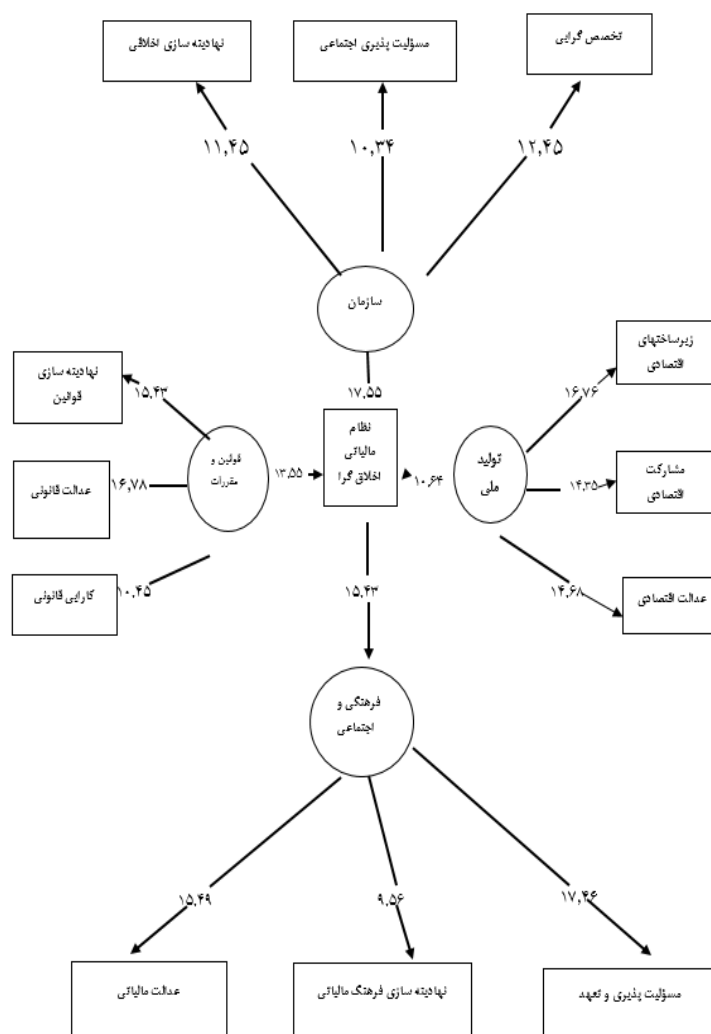 نهادینه سازی اخلاقی
مسؤلیت پذیری اجتماعی
تخصص گرایی
۱۱,۴۵
۱۰,۳۴
۱۲,۴۵
سازمان
زیرساختهای
اقتصادی
نهادینه سازی
قوانین
۱۵.۴۳
۱۷.۵۵
۱۶,۷۶
نظام
مالیاتی
اخلاق گرا
قوانین و
مقررات
تولید
ملی
مشارکت
اقتصادی
عدالت قانونی
۱۶,۷۸
۱۳,۵۵
۱۰,۶۴
۱۴,۳۵
کارایی قانونی
۱۰.۴۵
۱۵,۴۳
۱۴,۶۸
عدالت اقتصادی
فرهنگی و
اجتماعی
۱۵,۴۹
۹.۵۶
۱۷,۴۶
عدالت مالیاتی
نهادینه سازی فرهنگ مالیاتی
مسؤلیت پذیری و تعهد